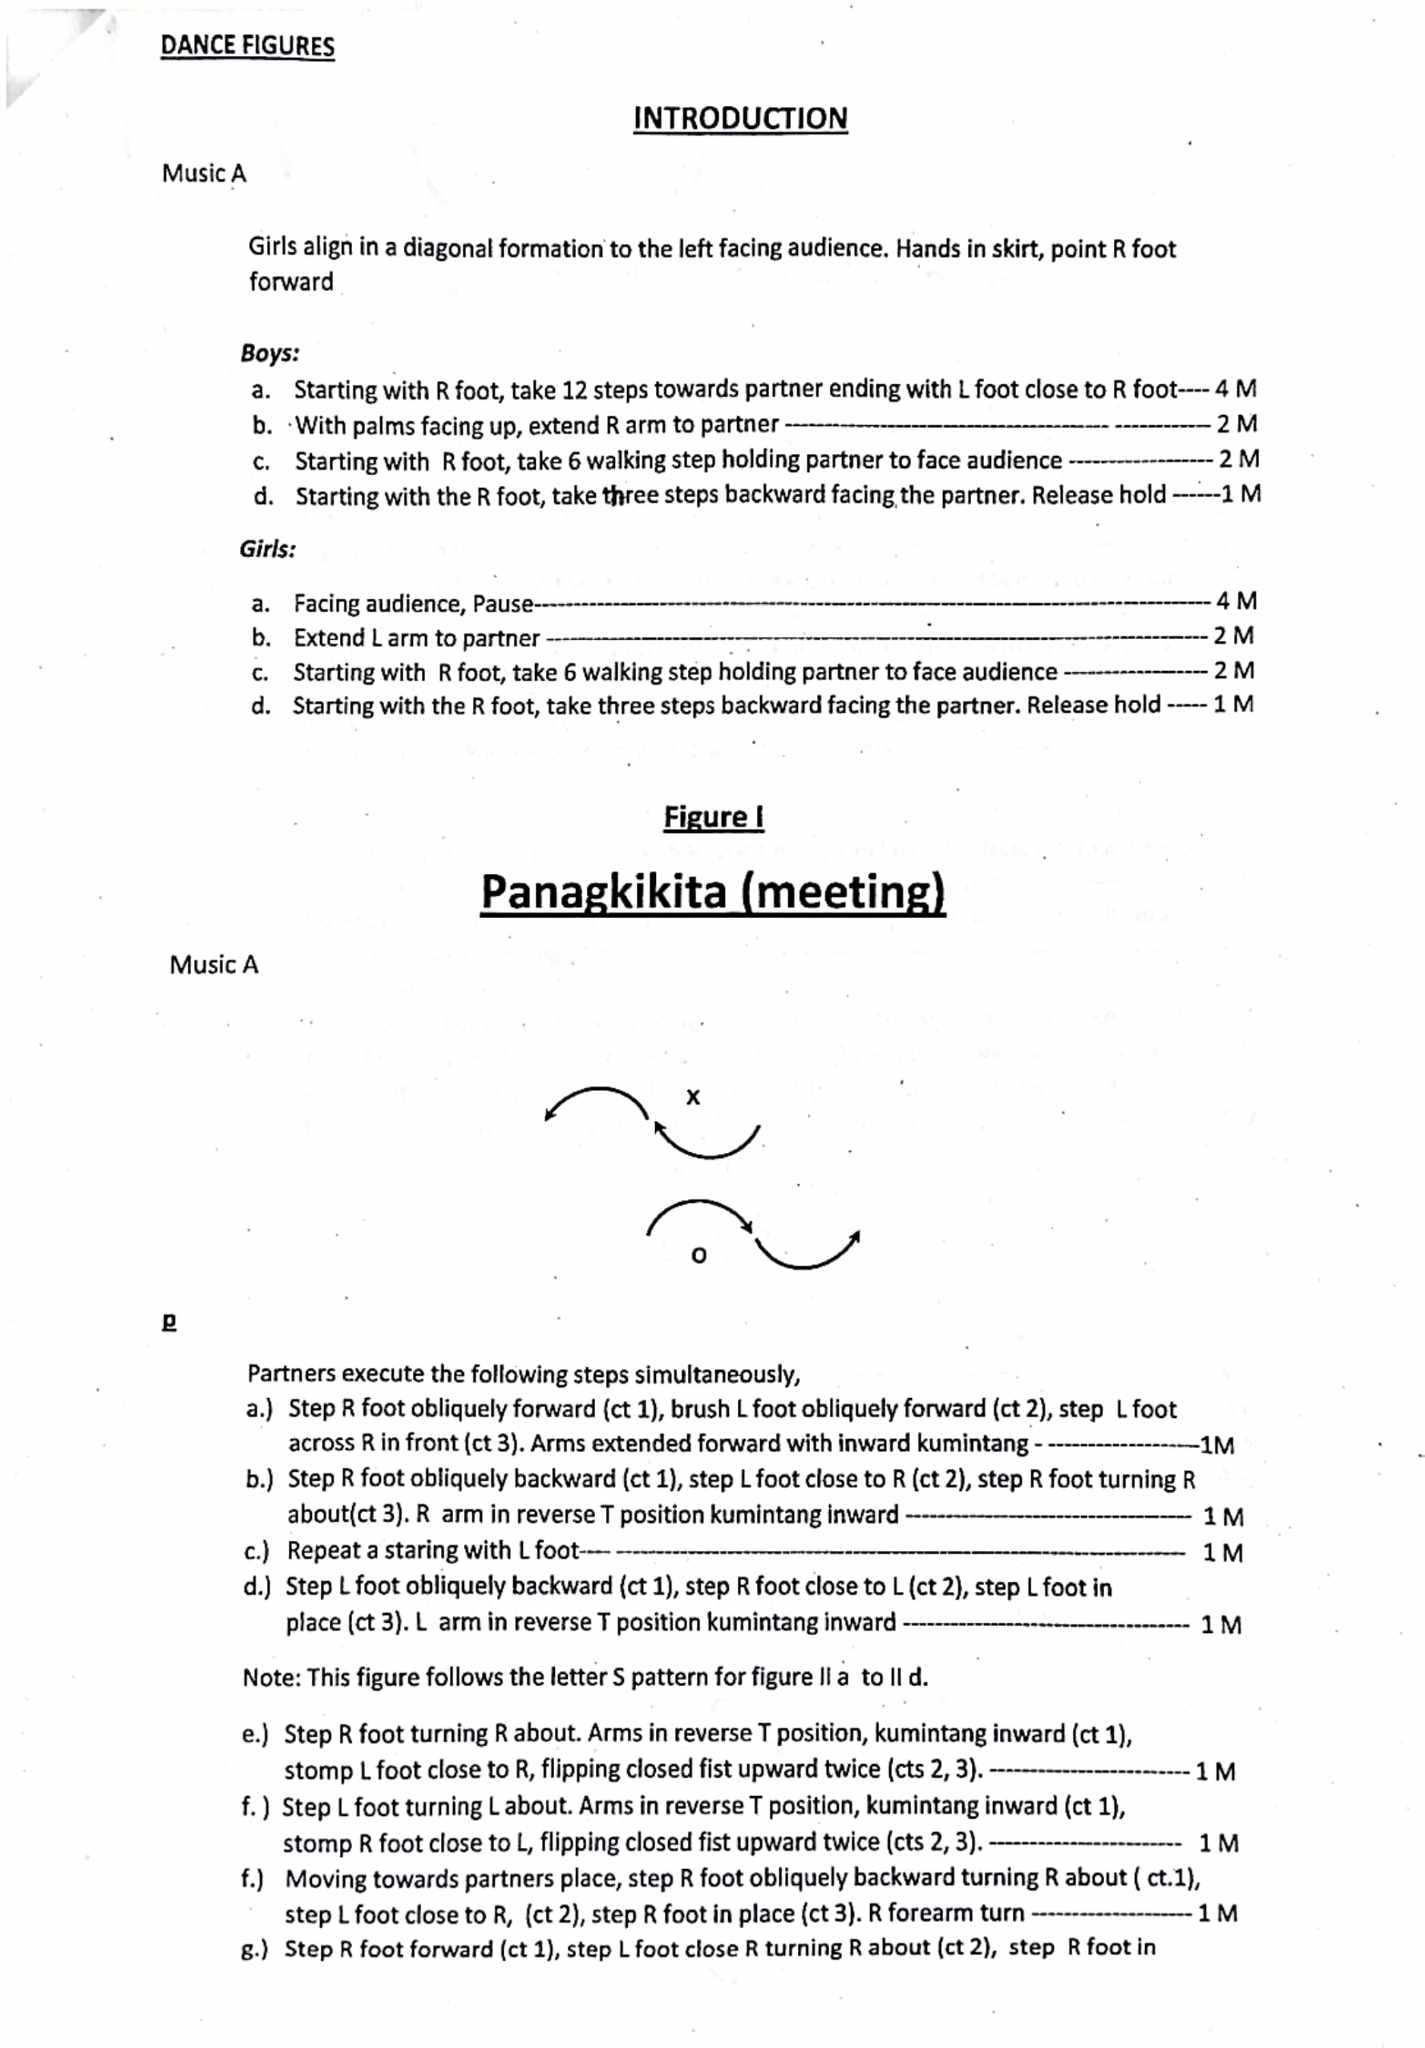 DANCE FIGURES
INTRODUCTION
Music A
Girls align in a diagonal formation to the left facing audience. Hands in skirt, point R foot
forward
Boys:
a. Starting with R foot, take 12 steps towards partner ending with L foot close to R foot---- 4 M
b. With palms facing up, extend R arm to partner ---------------------------------------- ------------ 2 M
c. Starting with R foot, take 6 walking step holding partner to face audience ------------------ 2 M
d. Starting with the R foot, take three steps backward facing the partner. Release hold ------1 M
Girls:
a. Facing audience, Pause---------------------------------------------------------------------------------- 4 M
b. Extend L arm to partner -------------------------------------------------------------------------------- 2 M
c. Starting with R foot, take 6 walking step holding partner to face audience ------------------ 2 M
d. Starting with the R foot, take three steps backward facing the partner. Release hold ----- 1 M
Figure I
Panagkikita (meeting)
Music A
X
O
p
Partners execute the following steps simultaneously,
a.) Step R foot obliquely forward (ct 1), brush L foot obliquely forward (ct 2), step L foot
across R in front (ct 3). Arms extended forward with inward kumintang - -------------------1M
b.) Step R foot obliquely backward (ct 1), step L foot close to R (ct 2), step R foot turning R
about(ct 3). R arm in reverse T position kumintang inward ----------------------------------- 1 M
c.) Repeat a staring with L foot---- ---------------------------------------------------------------------- 1 M
d.) Step L foot obliquely backward (ct 1), step R foot close to L (ct 2), step L foot in
place (ct 3). L arm in reverse T position kumintang inward ----------------------------------- 1 M
Note: This figure follows the letter S pattern for figure II a to II d.
e.) Step R foot turning R about. Arms in reverse T position, kumintang inward (ct 1),
stomp L foot close to R, flipping closed fist upward twice (cts 2, 3). ------------------------- 1 M
f. ) Step L foot turning L about. Arms in reverse T position, kumintang inward (ct 1),
stomp R foot close to L, flipping closed fist upward twice (cts 2, 3). ------------------------ 1 M
f.) Moving towards partners place, step R foot obliquely backward turning R about ( ct.1),
step L foot close to R, (ct 2), step R foot in place (ct 3). R forearm turn -------------------- 1 M
g.) Step R foot forward (ct 1), step L foot close R turning R about (ct 2), step R foot in